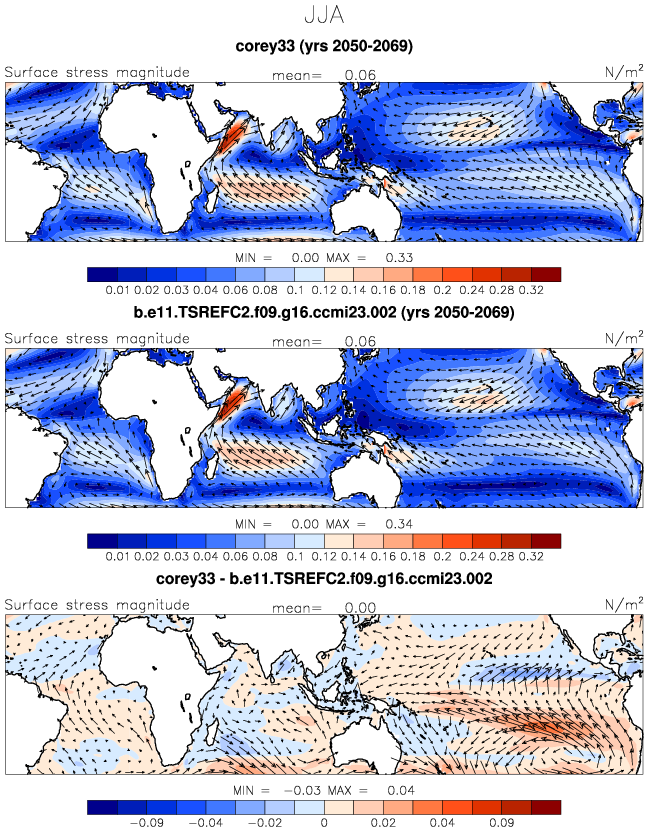 JJA
corey33 (yrs 2050-2069)
Surface stress magnitude mean= 0.06 N/m²
MIN = 0.00 MAX = 0.33
0.01 0.02 0.03 0.04 0.06 0.08 0.1 0.12 0.14 0.16 0.18 0.2 0.24 0.28 0.32
b.e11.TSREFC2.f09.g16.ccmi23.002 (yrs 2050-2069)
Surface stress magnitude mean= 0.06 N/m²
MIN = 0.00 MAX = 0.34
0.01 0.02 0.03 0.04 0.06 0.08 0.1 0.12 0.14 0.16 0.18 0.2 0.24 0.28 0.32
corey33 - b.e11.TSREFC2.f09.g16.ccmi23.002
Surface stress magnitude mean= 0.00 N/m²
MIN = −0.03 MAX = 0.04
−0.09 −0.04 −0.02 0 0.02 0.04 0.09